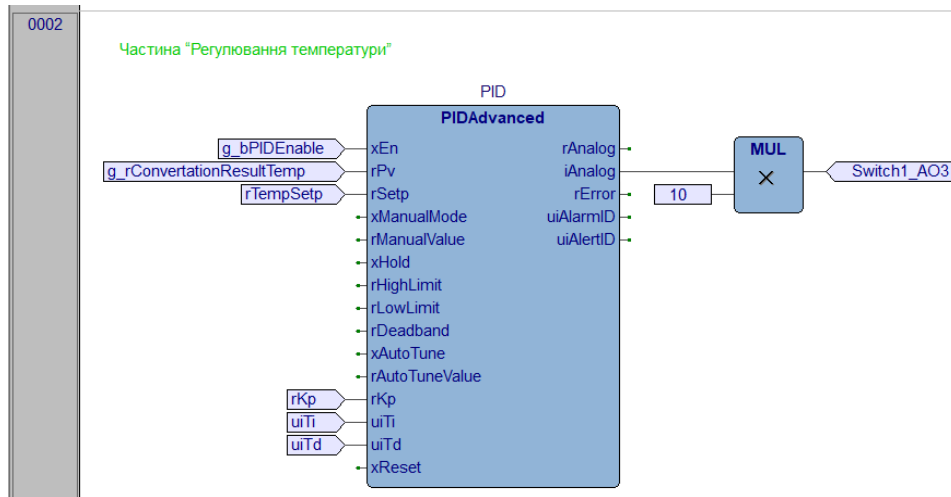 0002
Частина “Регулювання температури”
PID
PIDAdvanced
g_bPIDEnable xEn rAnalog
g_rConvertationResultTemp rPv iAnalog
rTempSetp rSetp rError
xManualMode uiAlarmID
rManualValue uiAlertID
xHold
rHighLimit
rLowLimit
rDeadband
xAutoTune
rAutoTuneValue
rKp rKp
uiTi uiTi
uiTd uiTd
xReset
MUL
×
10
Switch1_AO3